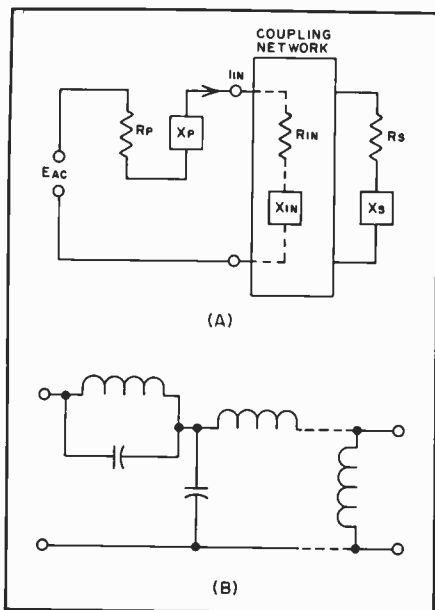 COUPLING
NETWORK
IIN
RP
XP
EAC
RIN
XIN
RS
XS
(A)
(B)